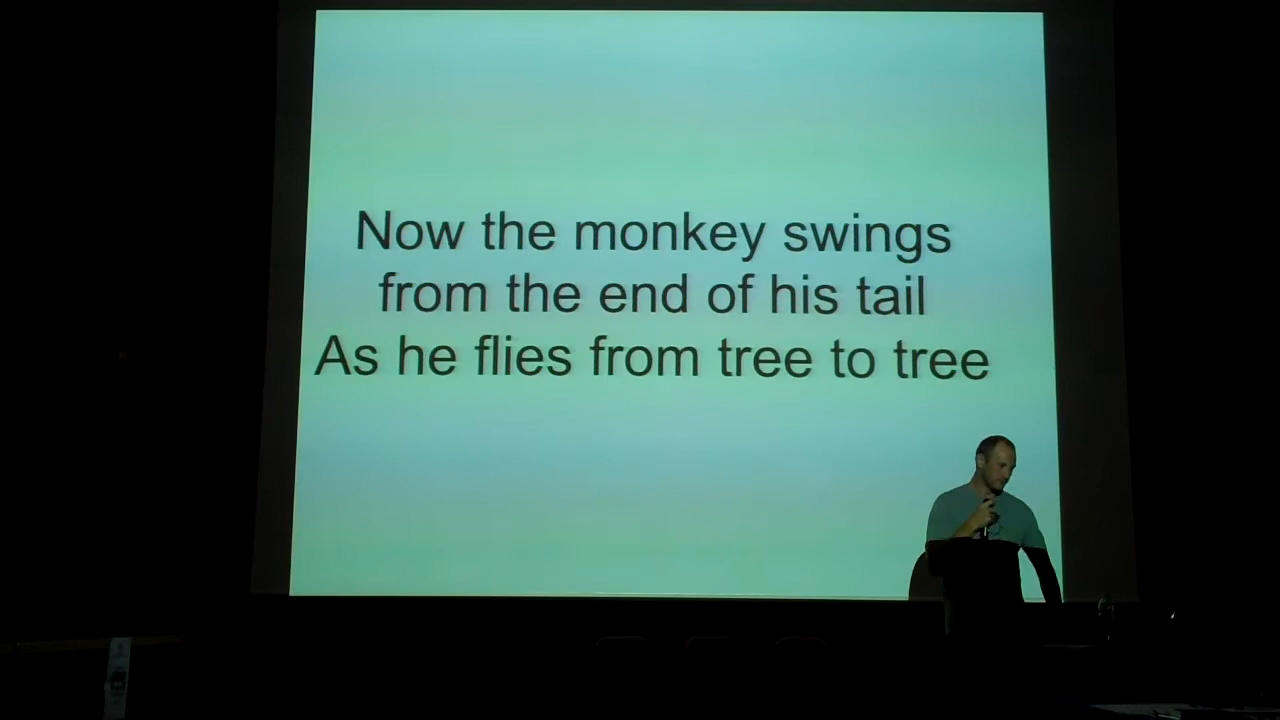 Now the monkey swings
from the end of his tail
As he flies from tree to tree